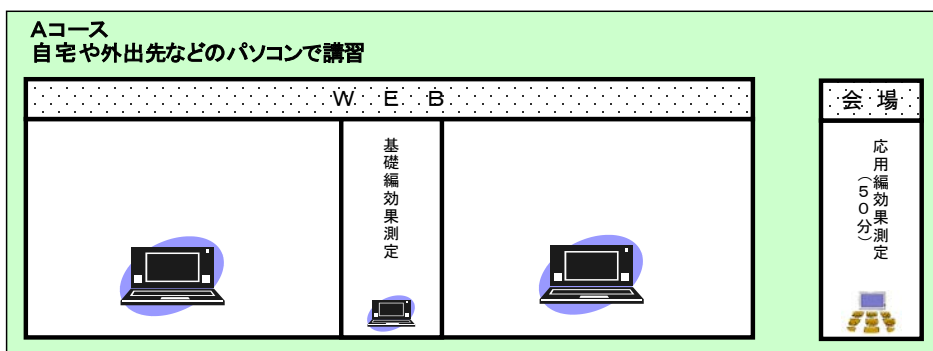 Aコース
自宅や外出先などのパソコンで講習
WEB
会場
基礎編効果測定
応用編効果測定
（50分）